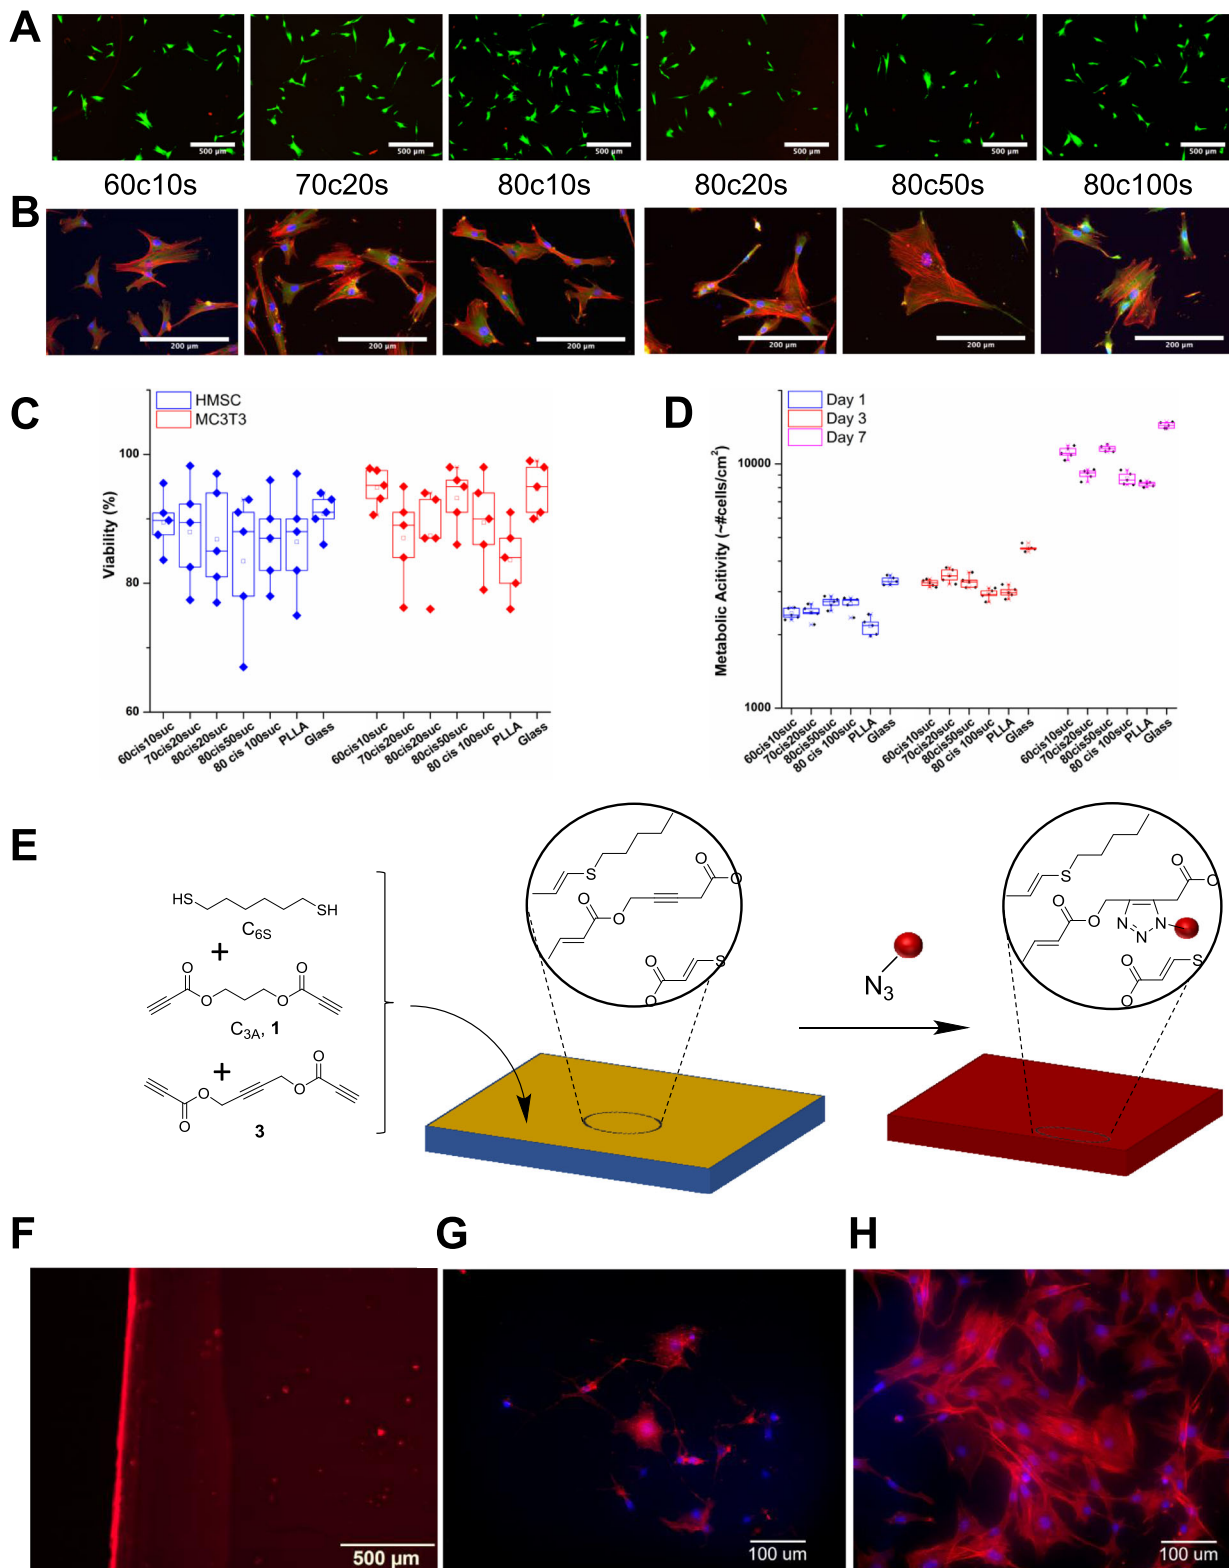 A
500 μm 500 μm 500 μm 500 μm 500 μm 500 μm
60c10s 70c20s 80c10s 80c20s 80c50s 80c100s
B
200 μm 200 μm 200 μm 200 μm 200 μm 200 μm
C
HMSC
MC3T3
Viability (%)
100
80
60
60cis10suc 70cis20suc 80cis20suc 80cis50suc 80 cis 100suc PLLA Glass 60cis10suc 70cis20suc 80cis20suc 80cis50suc 80 cis 100suc PLLA Glass
D
Day 1
Day 3
Day 7
Metabolic Acitivity (~#cells/cm²)
10000
1000
60cis10suc 70cis20suc 80cis50suc 80 cis 100suc PLLA Glass 60cis10suc 70cis20suc 80cis50suc 80 cis 100suc PLLA Glass 60cis10suc 70cis20suc 80cis50suc 80 cis 100suc PLLA Glass
E
HS
SH
C6S
+
O
O O
O
C3A, 1
+
O
O O
O
3
S
O
O
O
O
S
O
O
N3
S
O
O
O
O
N N N
S
O
O
F
500 μm
G
100 um
H
100 um